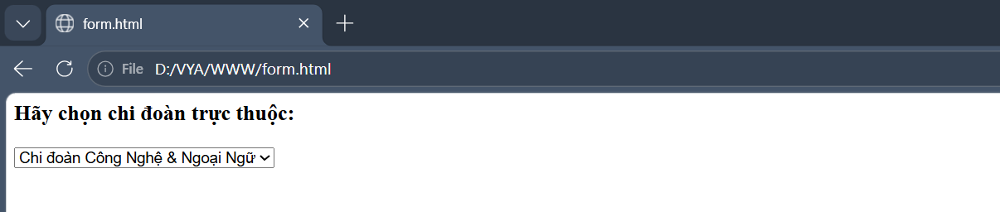 form.html
File D:/VYA/WWW/form.html
Hãy chọn chi đoàn trực thuộc:
Chi đoàn Công Nghệ & Ngoại Ngữ